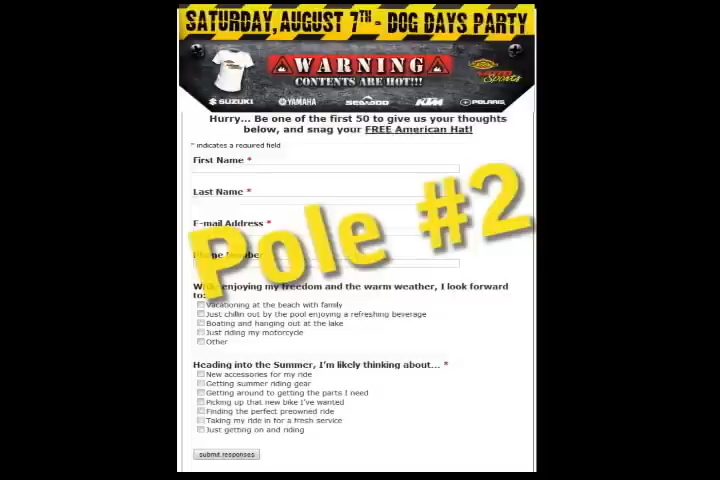 SATURDAY, AUGUST 7TH - DOG DAYS PARTY
WARNING
CONTENTS ARE HOT!!!
Sports
SUZUKI YAMAHA SEA-DOO KTM POLARIS
Hurry... Be one of the first 50 to give us your thoughts
below, and snag your FREE American Hat!
* indicates a required field
First Name *
Last Name *
E-mail Address *
Phone Number
Pole #2
enjoying my freedom and the warm weather, I look forward
to:
Vacationing at the beach with family
Just chillin out by the pool enjoying a refreshing beverage
Boating and hanging out at the lake
Just riding my motorcycle
Other
Heading into the Summer, I'm likely thinking about... *
New accessories for my ride
Getting summer riding gear
Getting around to getting the parts I need
Picking up that new bike I've wanted
Finding the perfect preowned ride
Taking my ride in for a fresh service
Just getting on and riding
submit responses